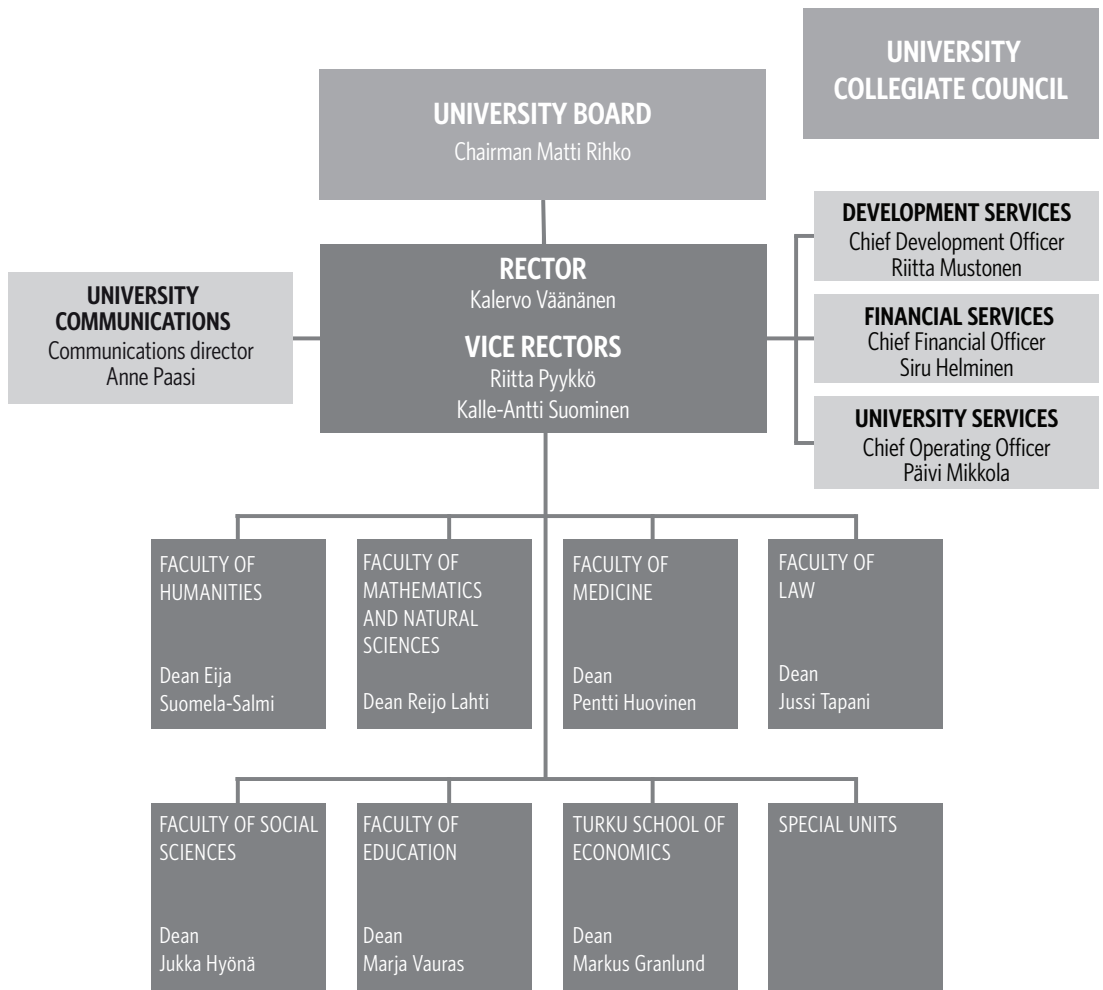 UNIVERSITY
COLLEGIATE COUNCIL
UNIVERSITY BOARD
Chairman Matti Rihko
DEVELOPMENT SERVICES
Chief Development Officer
Riitta Mustonen
RECTOR
Kalervo Väänänen
VICE RECTORS
Riitta Pyykkö
Kalle-Antti Suominen
UNIVERSITY
COMMUNICATIONS
Communications director
Anne Paasi
FINANCIAL SERVICES
Chief Financial Officer
Siru Helminen
UNIVERSITY SERVICES
Chief Operating Officer
Päivi Mikkola
FACULTY OF
HUMANITIES
Dean Eija
Suomela-Salmi
FACULTY OF
MATHEMATICS
AND NATURAL
SCIENCES
Dean Reijo Lahti
FACULTY OF
MEDICINE
Dean
Pentti Huovinen
FACULTY OF
LAW
Dean
Jussi Tapani
FACULTY OF SOCIAL
SCIENCES
Dean
Jukka Hyönä
FACULTY OF
EDUCATION
Dean
Marja Vauras
TURKU SCHOOL OF
ECONOMICS
Dean
Markus Granlund
SPECIAL UNITS